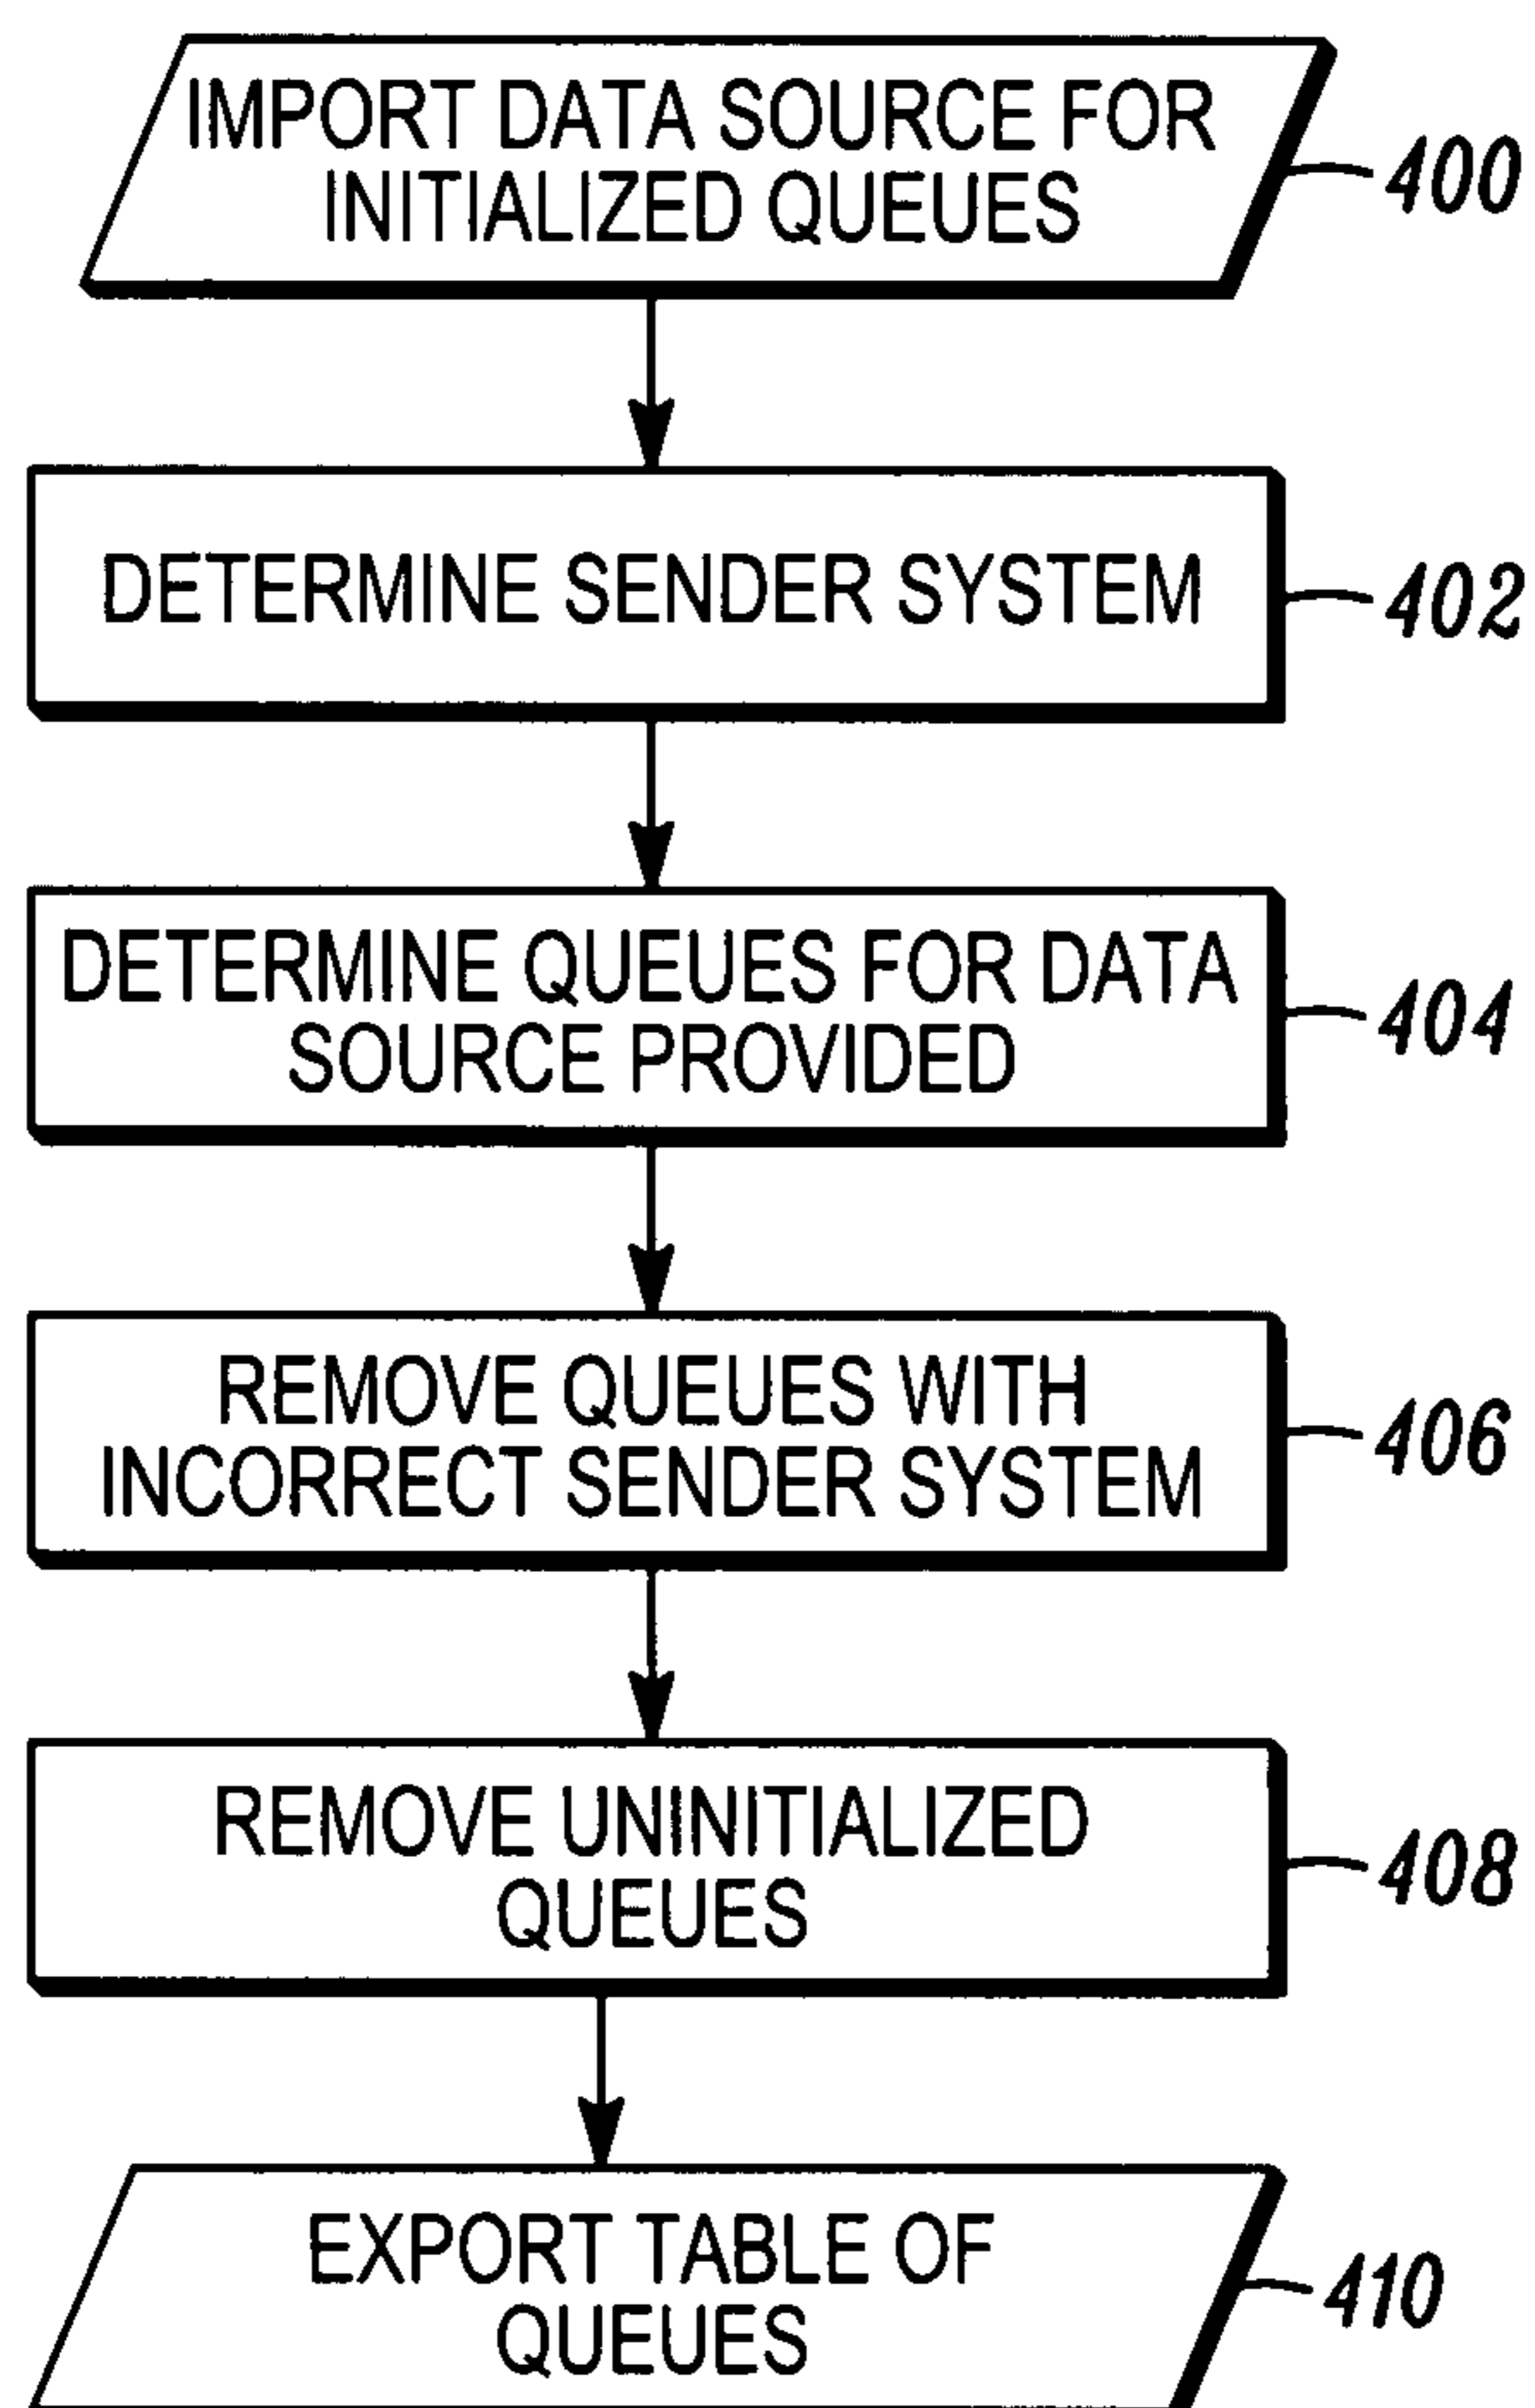 IMPORT DATA SOURCE FOR
INITIALIZED QUEUES
400
DETERMINE SENDER SYSTEM
402
DETERMINE QUEUES FOR DATA
SOURCE PROVIDED
404
REMOVE QUEUES WITH
INCORRECT SENDER SYSTEM
406
REMOVE UNINITIALIZED
QUEUES
408
EXPORT TABLE OF
QUEUES
410